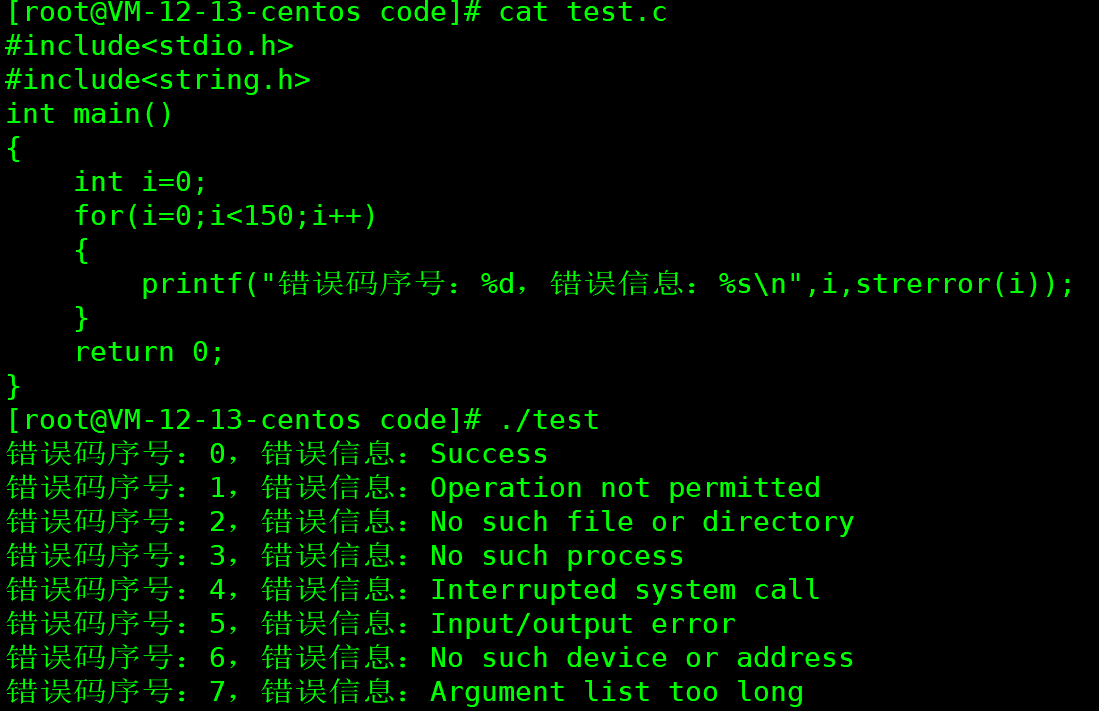 [root@VM-12-13-centos code]# cat test.c
#include<stdio.h>
#include<string.h>
int main()
{
    int i=0;
    for(i=0;i<150;i++)
    {
        printf("错误码序号：%d，错误信息：%s\n",i,strerror(i));
    }
    return 0;
}
[root@VM-12-13-centos code]# ./test
错误码序号：0，错误信息：Success
错误码序号：1，错误信息：Operation not permitted
错误码序号：2，错误信息：No such file or directory
错误码序号：3，错误信息：No such process
错误码序号：4，错误信息：Interrupted system call
错误码序号：5，错误信息：Input/output error
错误码序号：6，错误信息：No such device or address
错误码序号：7，错误信息：Argument list too long